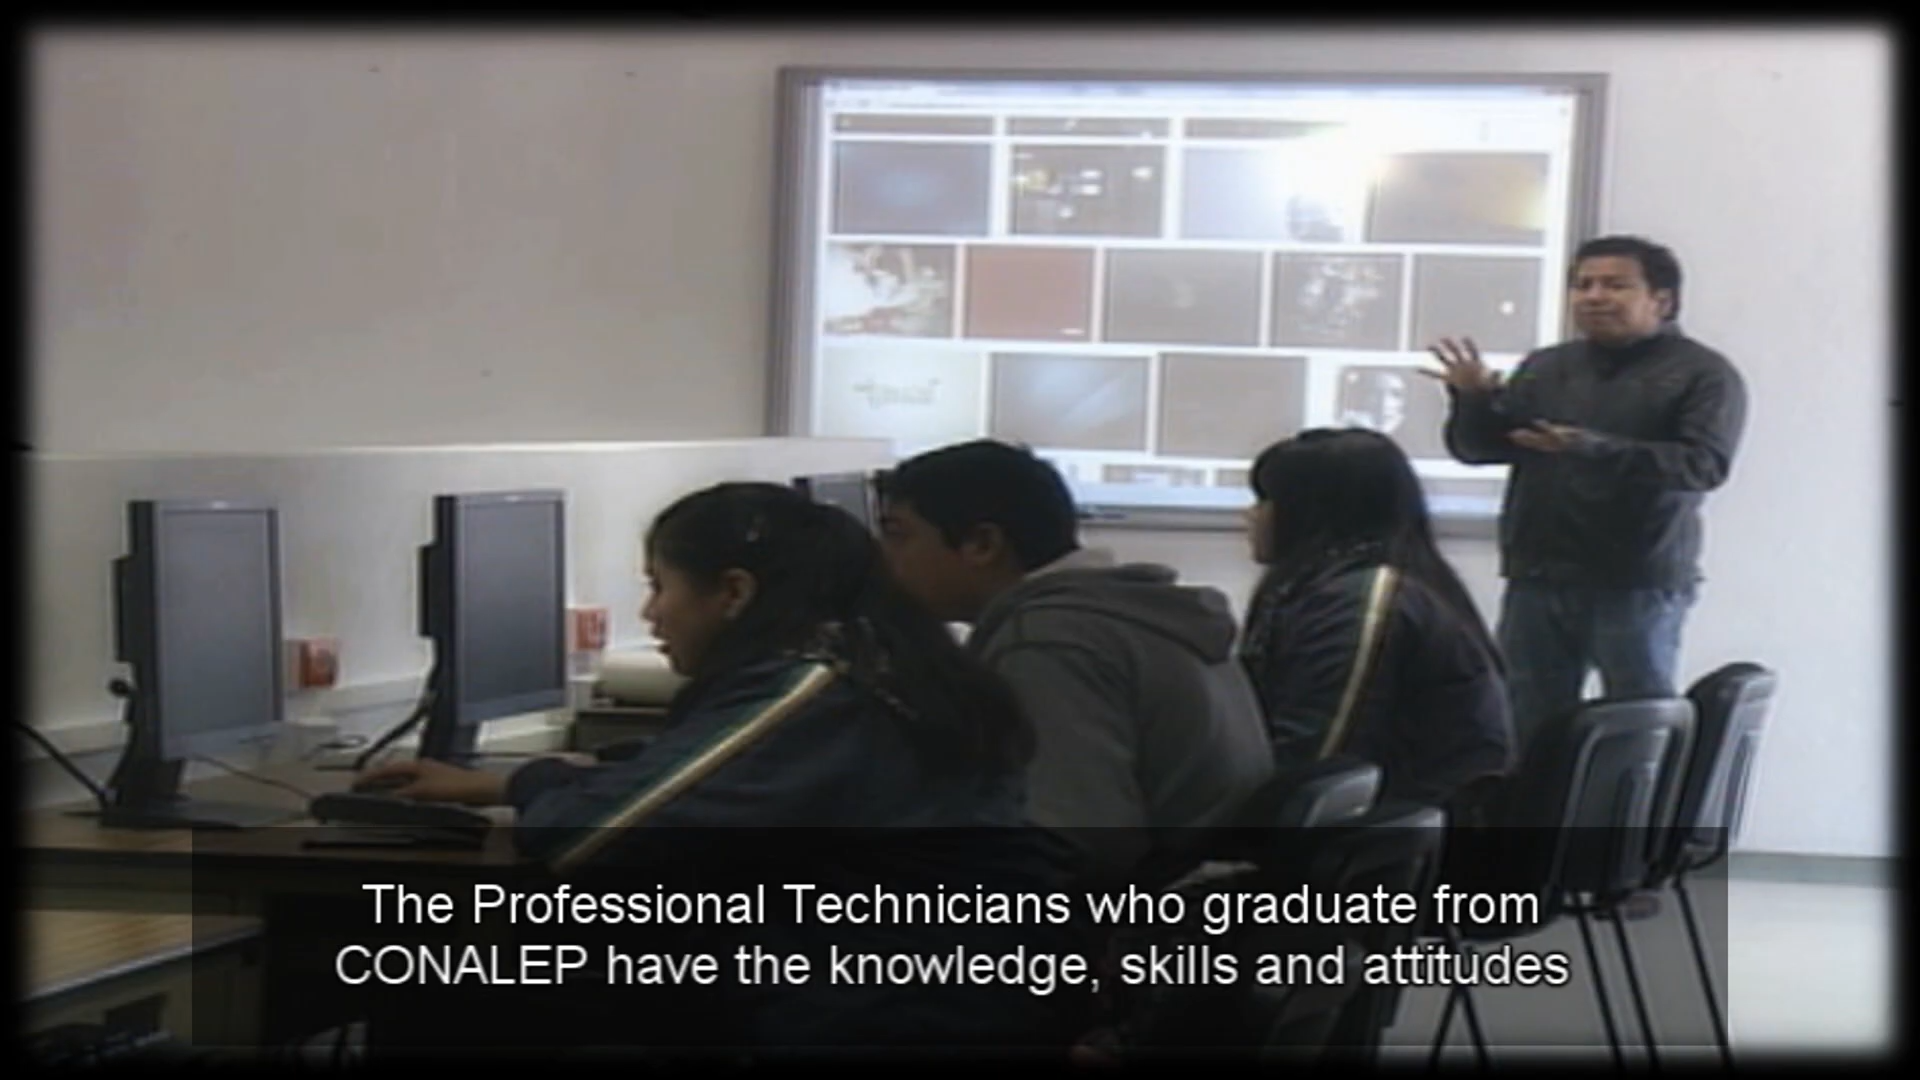 The Professional Technicians who graduate from
CONALEP have the knowledge, skills and attitudes